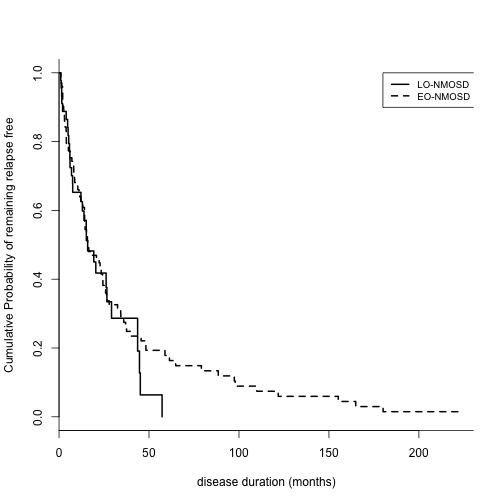 LO-NMOSD
EO-NMOSD
Cumulative Probability of remaining relapse free
1.0
0.8
0.6
0.4
0.2
0.0
0 50 100 150 200
disease duration (months)